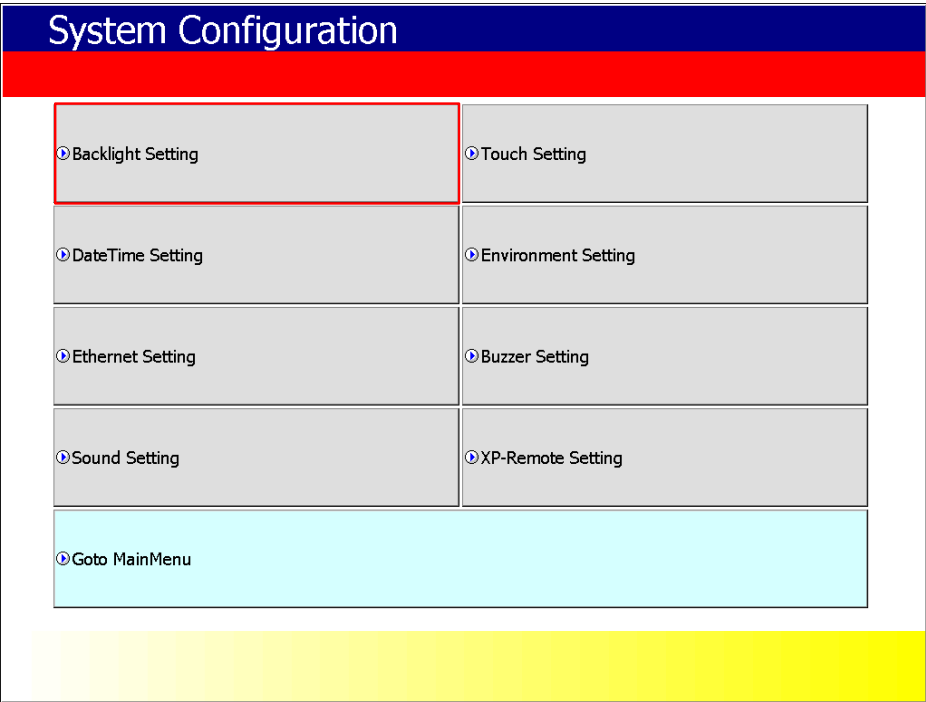 System Configuration
Backlight Setting
Touch Setting
DateTime Setting
Environment Setting
Ethernet Setting
Buzzer Setting
Sound Setting
XP-Remote Setting
Goto MainMenu